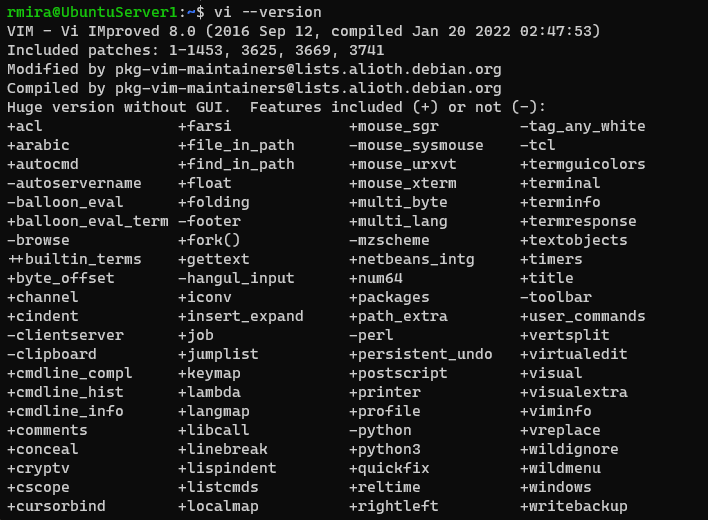 rmira@UbuntuServer1:~$ vi --version
VIM - Vi IMproved 8.0 (2016 Sep 12, compiled Jan 20 2022 02:47:53)
Included patches: 1-1453, 3625, 3669, 3741
Modified by pkg-vim-maintainers@lists.alioth.debian.org
Compiled by pkg-vim-maintainers@lists.alioth.debian.org
Huge version without GUI.  Features included (+) or not (-):
+acl               +farsi             +mouse_sgr         -tag_any_white
+arabic            +file_in_path      -mouse_sysmouse    -tcl
+autocmd           +find_in_path      +mouse_urxvt       +termguicolors
-autoservername    +float             +mouse_xterm       +terminal
-balloon_eval      +folding           +multi_byte        +terminfo
+balloon_eval_term -footer            +multi_lang        +termresponse
-browse            +fork()            -mzscheme          +textobjects
++builtin_terms    +gettext           +netbeans_intg     +timers
+byte_offset       -hangul_input      +num64             +title
+channel           +iconv             +packages          -toolbar
+cindent           +insert_expand     +path_extra        +user_commands
-clientserver      +job               -perl              +vertsplit
-clipboard         +jumplist          +persistent_undo   +virtualedit
+cmdline_compl     +keymap            +postscript        +visual
+cmdline_hist      +lambda            +printer           +visualextra
+cmdline_info      +langmap           +profile           +viminfo
+comments          +libcall           -python            +vreplace
+conceal           +linebreak         +python3           +wildignore
+cryptv            +lispindent        +quickfix          +wildmenu
+cscope            +listcmds          +reltime           +windows
+cursorbind        +localmap          +rightleft         +writebackup